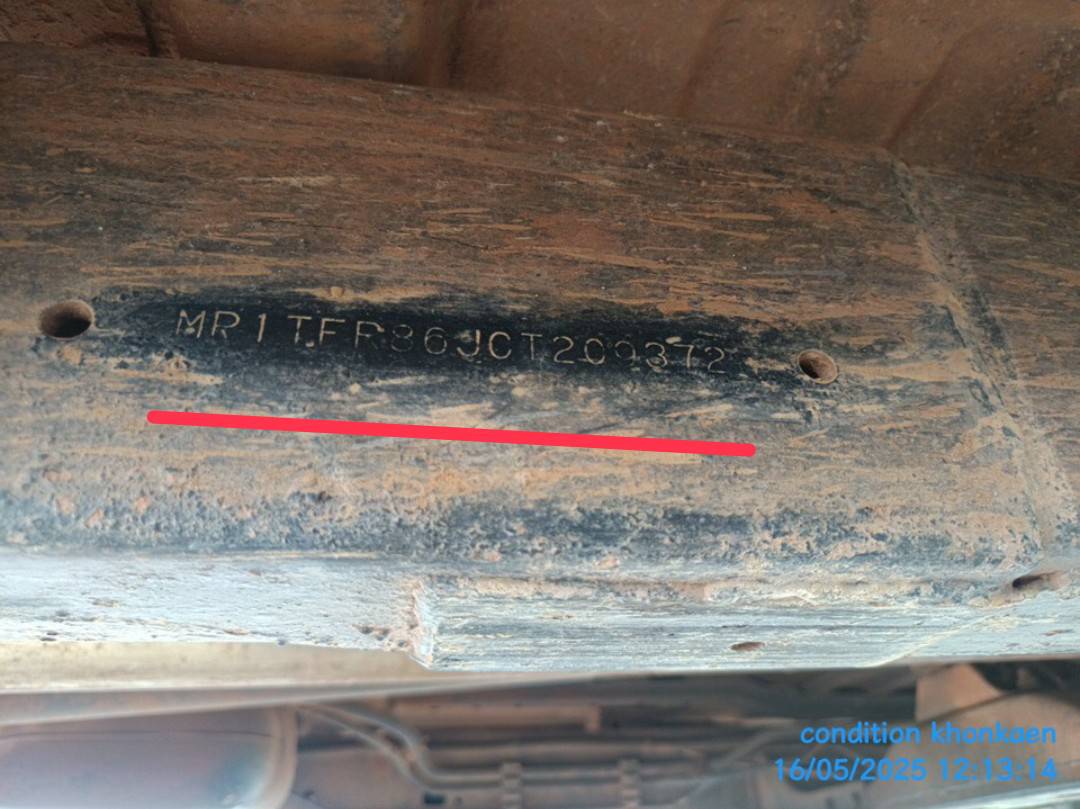 MR1TFR86JCT209372
condition khonkaen
16/05/2025 12:13:14